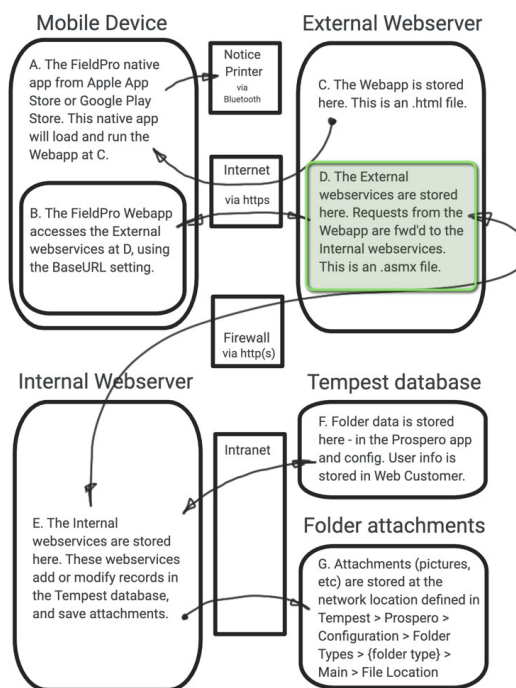 Mobile Device
A. The FieldPro native
app from Apple App
Store or Google Play
Store. This native app
will load and run the
Webapp at C.
B. The FieldPro Webapp
accesses the External
webservices at D, using
the BaseURL setting.
Notice
Printer
via
Bluetooth
Internet
via https
External Webserver
C. The Webapp is stored
here. This is an .html file.
D. The External
webservices are stored
here. Requests from the
Webapp are fwd'd to the
Internal webservices.
This is an .asmx file.
Firewall
via http(s)
Internal Webserver
E. The Internal
webservices are stored
here. These webservices
add or modify records in
the Tempest database,
and save attachments.
Intranet
Tempest database
F. Folder data is stored
here - in the Prospero app
and config. User info is
stored in Web Customer.
Folder attachments
G. Attachments (pictures,
etc) are stored at the
network location defined in
Tempest > Prospero >
Configuration > Folder
Types > {folder type} >
Main > File Location